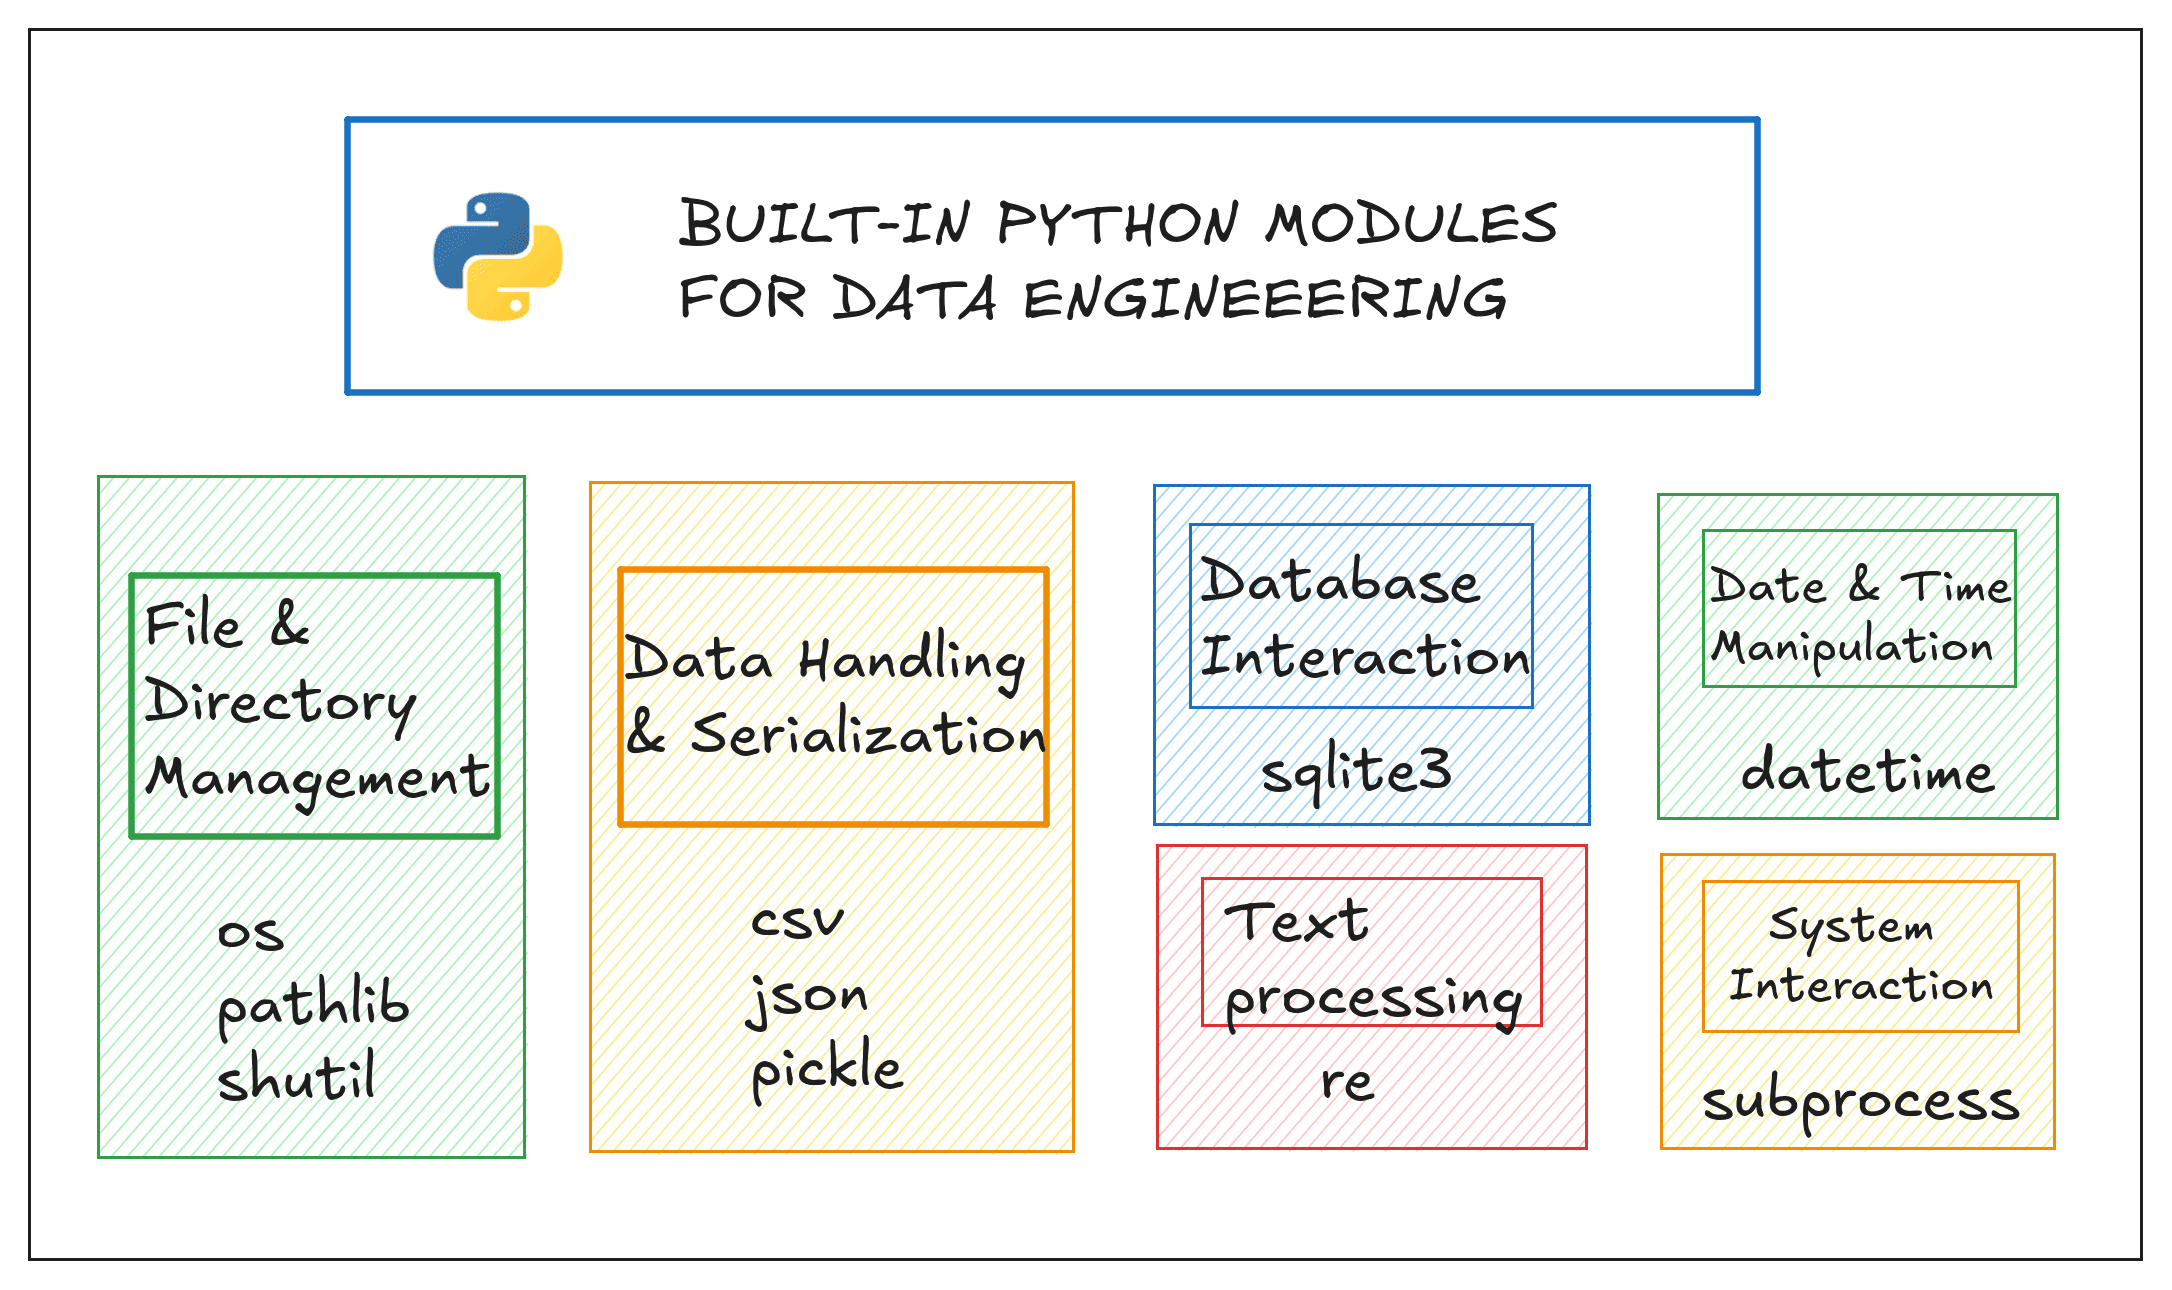 BUILT-IN PYTHON MODULES
FOR DATA ENGINEEERING
File &
Directory
Management
os
pathlib
shutil
Data Handling
& Serialization
csv
json
pickle
Database
Interaction
sqlite3
Text
processing
re
Date & Time
Manipulation
datetime
System
Interaction
subprocess